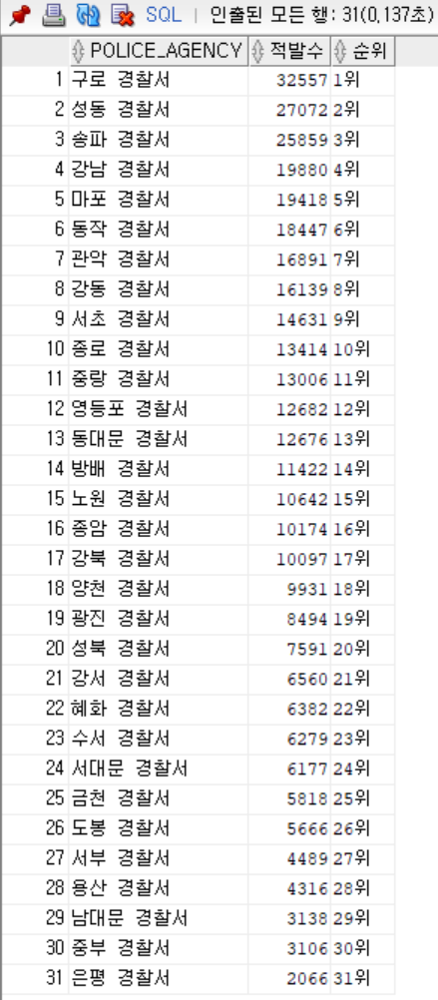 SQL | 인출된 모든 행: 31(0,137초)
POLICE_AGENCY 적발수 순위
1 구로 경찰서 32557 1위
2 성동 경찰서 27072 2위
3 송파 경찰서 25859 3위
4 강남 경찰서 19880 4위
5 마포 경찰서 19418 5위
6 동작 경찰서 18447 6위
7 관악 경찰서 16891 7위
8 강동 경찰서 16139 8위
9 서초 경찰서 14631 9위
10 종로 경찰서 13414 10위
11 중랑 경찰서 13006 11위
12 영등포 경찰서 12682 12위
13 동대문 경찰서 12676 13위
14 방배 경찰서 11422 14위
15 노원 경찰서 10642 15위
16 종암 경찰서 10174 16위
17 강북 경찰서 10097 17위
18 양천 경찰서 9931 18위
19 광진 경찰서 8494 19위
20 성북 경찰서 7591 20위
21 강서 경찰서 6560 21위
22 혜화 경찰서 6382 22위
23 수서 경찰서 6279 23위
24 서대문 경찰서 6177 24위
25 금천 경찰서 5818 25위
26 도봉 경찰서 5666 26위
27 서부 경찰서 4489 27위
28 용산 경찰서 4316 28위
29 남대문 경찰서 3138 29위
30 중부 경찰서 3106 30위
31 은평 경찰서 2066 31위